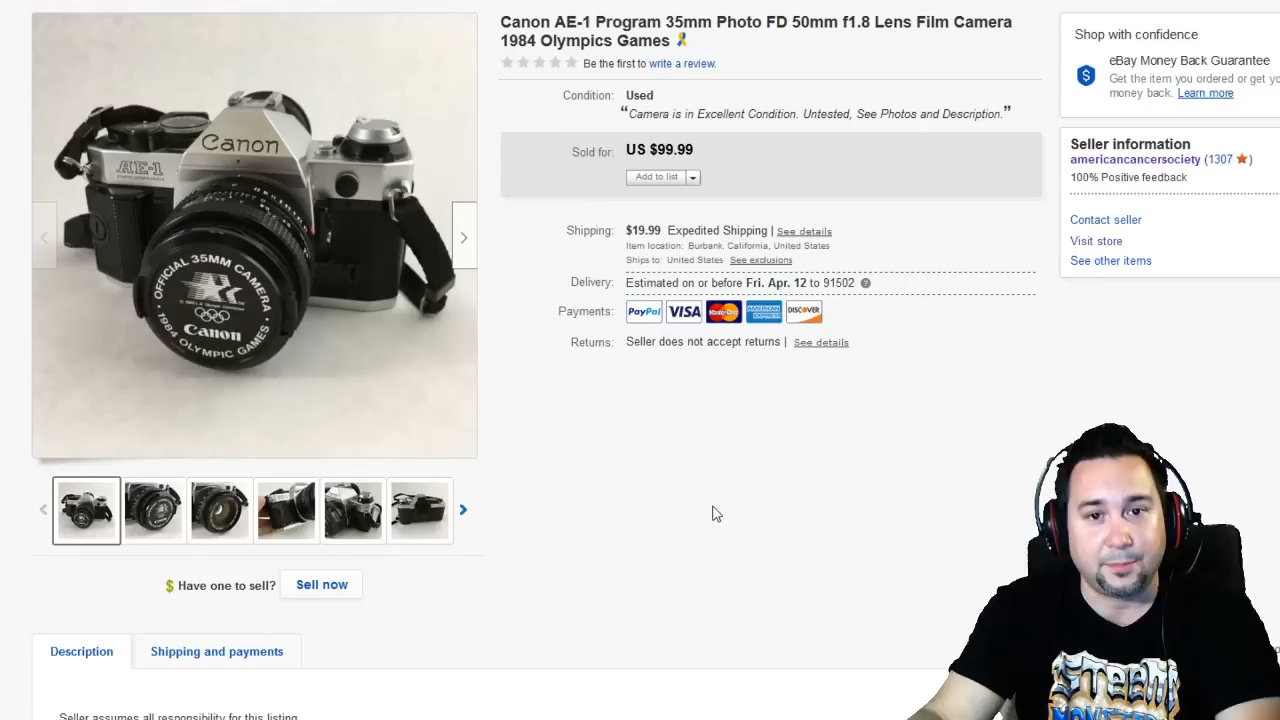 Canon AE-1 Program 35mm Photo FD 50mm f1.8 Lens Film Camera
1984 Olympics Games
Be the first to write a review.
Condition: Used
“Camera is in Excellent Condition. Untested, See Photos and Description.”
Sold for: US $99.99
Add to list
Shipping: $19.99 Expedited Shipping | See details
Item location: Burbank, California, United States
Ships to: United States See exclusions
Delivery: Estimated on or before Fri. Apr. 12 to 91502
Payments: PayPal VISA MasterCard AMERICAN EXPRESS DISCOVER
Returns: Seller does not accept returns | See details
Shop with confidence
eBay Money Back Guarantee
Get the item you ordered or get
money back. Learn more
Seller information
americancancersociety (1307)
100% Positive feedback
Contact seller
Visit store
See other items
Canon
AE-1
OFFICIAL 35MM CAMERA
Canon
1984 OLYMPIC GAMES
$ Have one to sell? Sell now
Description
Shipping and payments
Seller assumes all responsibility for this listing.
STEEM
MONSTERS